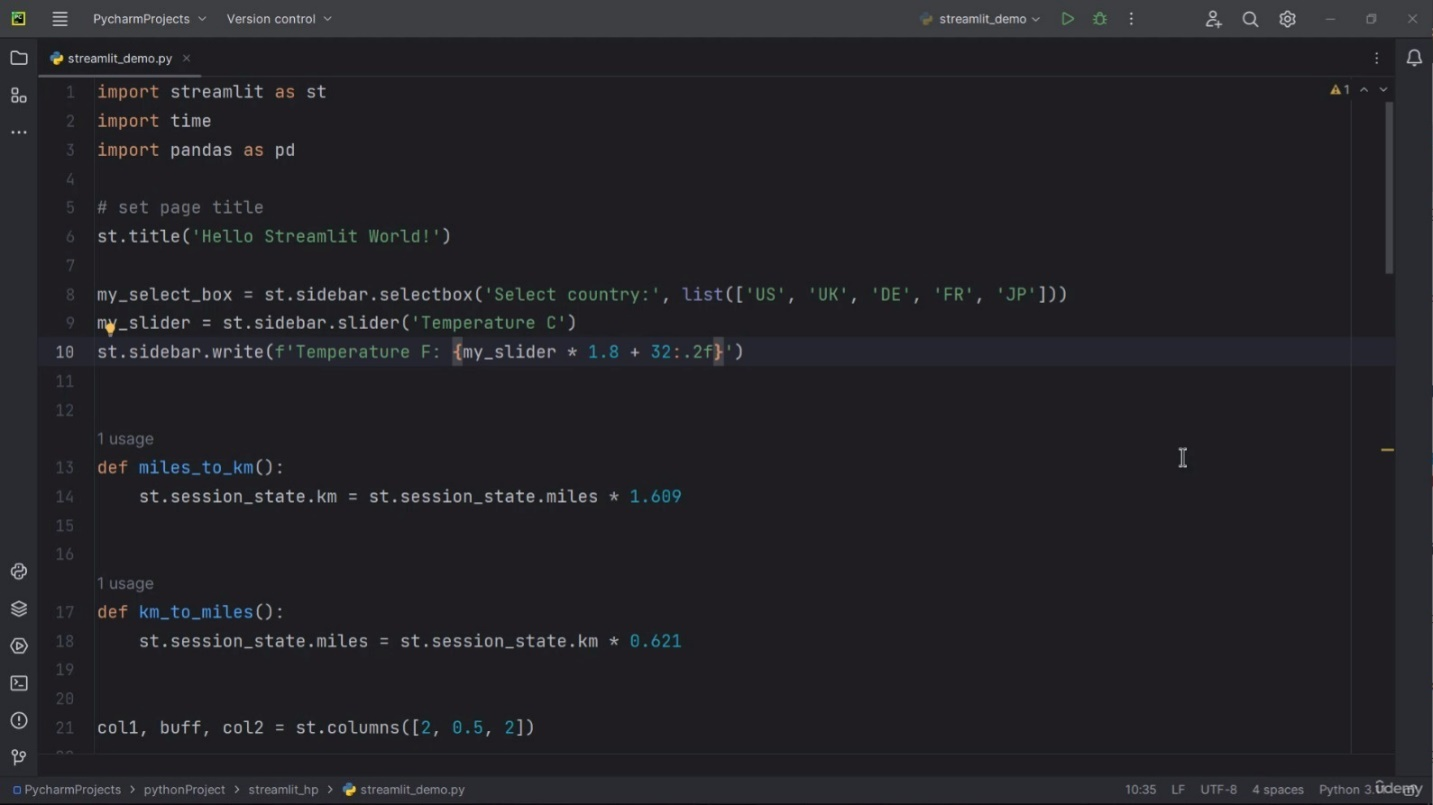 PC
PycharmProjects
Version control
streamlit_demo
streamlit_demo.py
1
1 import streamlit as st
2 import time
3 import pandas as pd
4
5 # set page title
6 st.title('Hello Streamlit World!')
7
8 my_select_box = st.sidebar.selectbox('Select country:', list(['US', 'UK', 'DE', 'FR', 'JP']))
9 my_slider = st.sidebar.slider('Temperature C')
10 st.sidebar.write(f'Temperature F: {my_slider * 1.8 + 32:.2f}')
11
12
1 usage
13 def miles_to_km():
14 st.session_state.km = st.session_state.miles * 1.609
15
16
1 usage
17 def km_to_miles():
18 st.session_state.miles = st.session_state.km * 0.621
19
20
21 col1, buff, col2 = st.columns([2, 0.5, 2])
PycharmProjects > pythonProject > streamlit_hp > streamlit_demo.py
10:35 LF UTF-8 4 spaces Python 3.
udemy